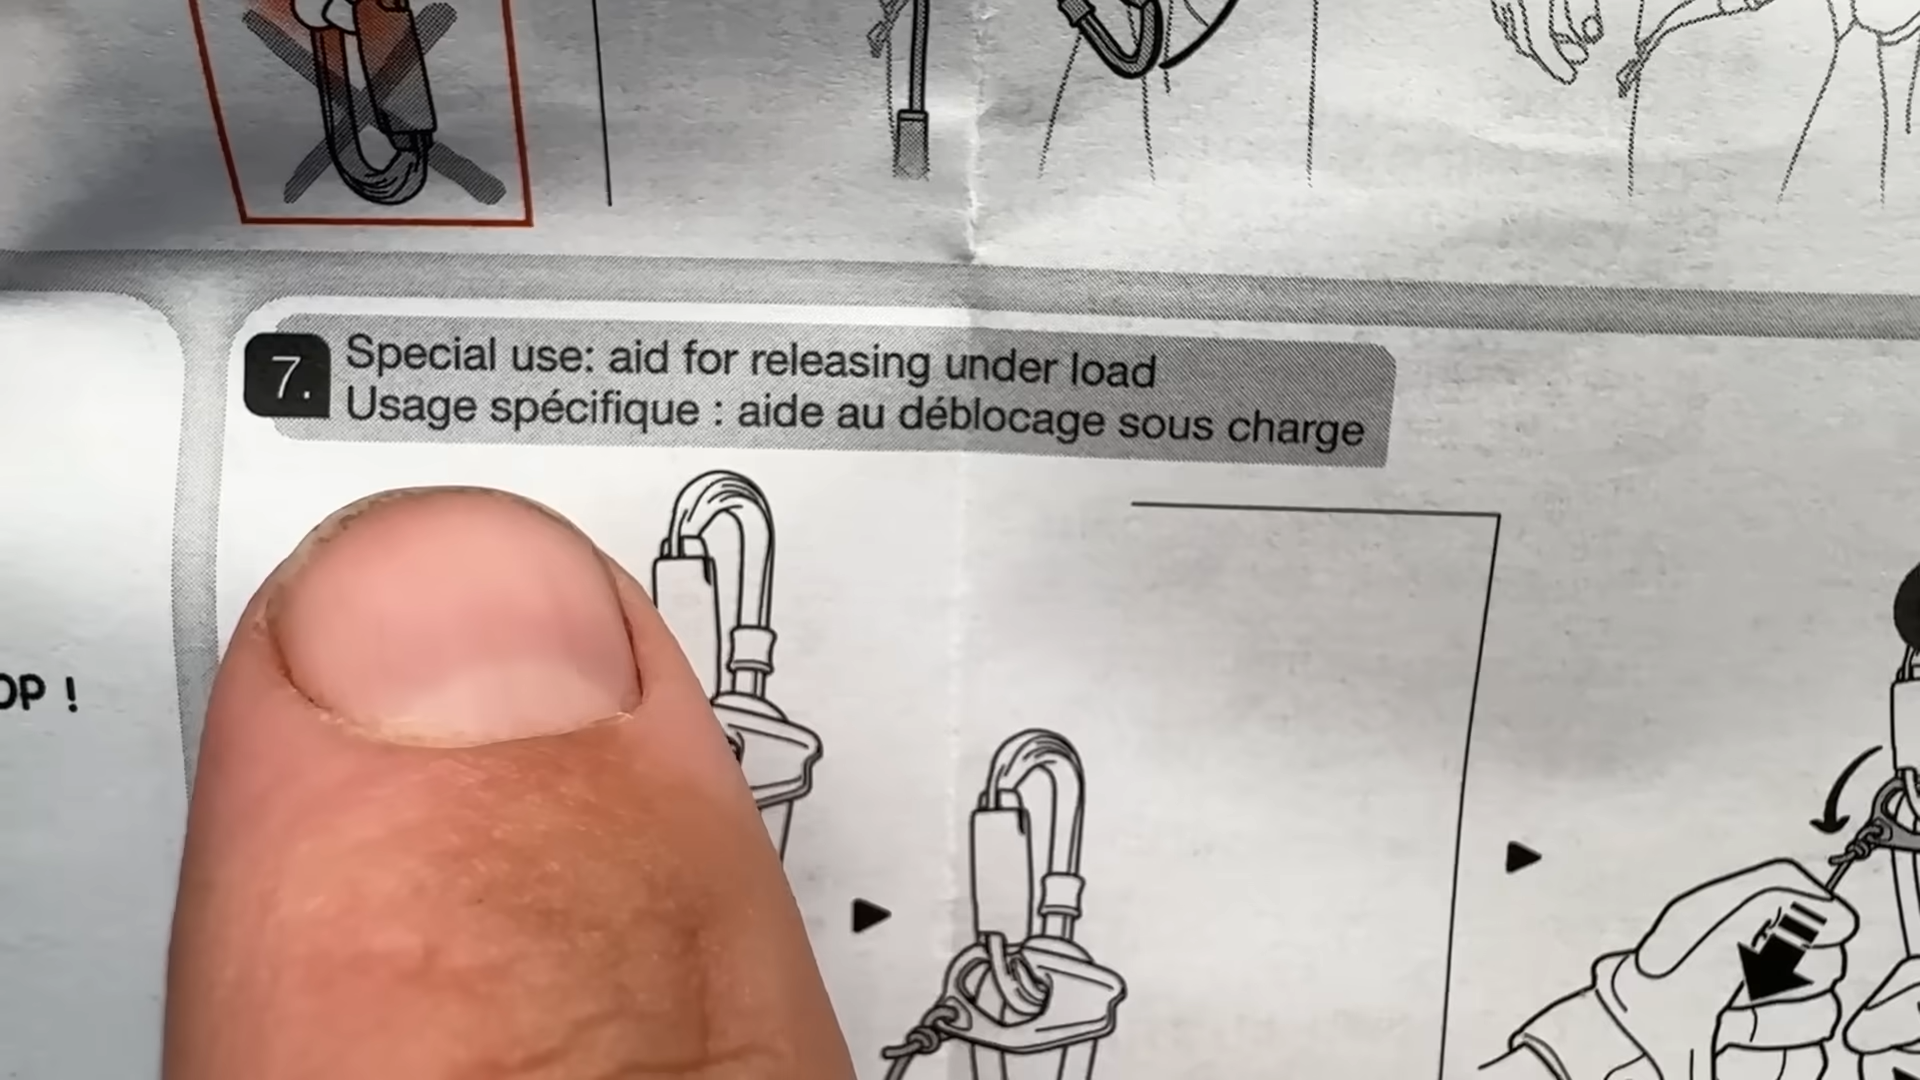 7. Special use: aid for releasing under load
Usage spécifique : aide au déblocage sous charge
OP !